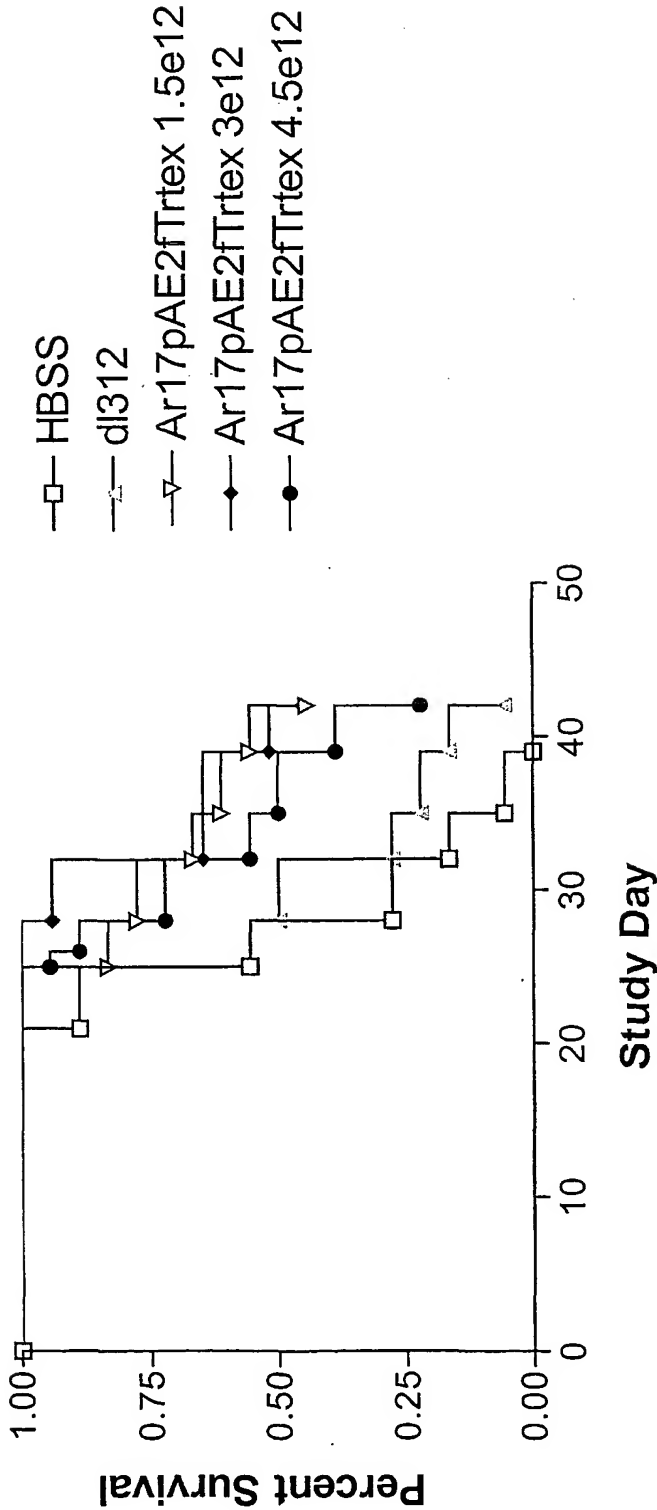 Percent Survival
1.00
0.75
0.50
0.25
0.00
0
10
20
30
40
50
Study Day
HBSS
dl312
Ar17pAE2fTrtex 1.5e12
Ar17pAE2fTrtex 3e12
Ar17pAE2fTrtex 4.5e12